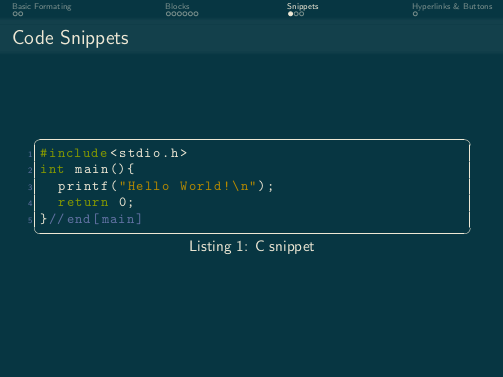 Basic Formating Blocks Snippets Hyperlinks & Buttons
Code Snippets
1 #include<stdio.h>
2 int main(){
3 printf("Hello World!\n");
4 return 0;
5 }//end[main]
Listing 1: C snippet